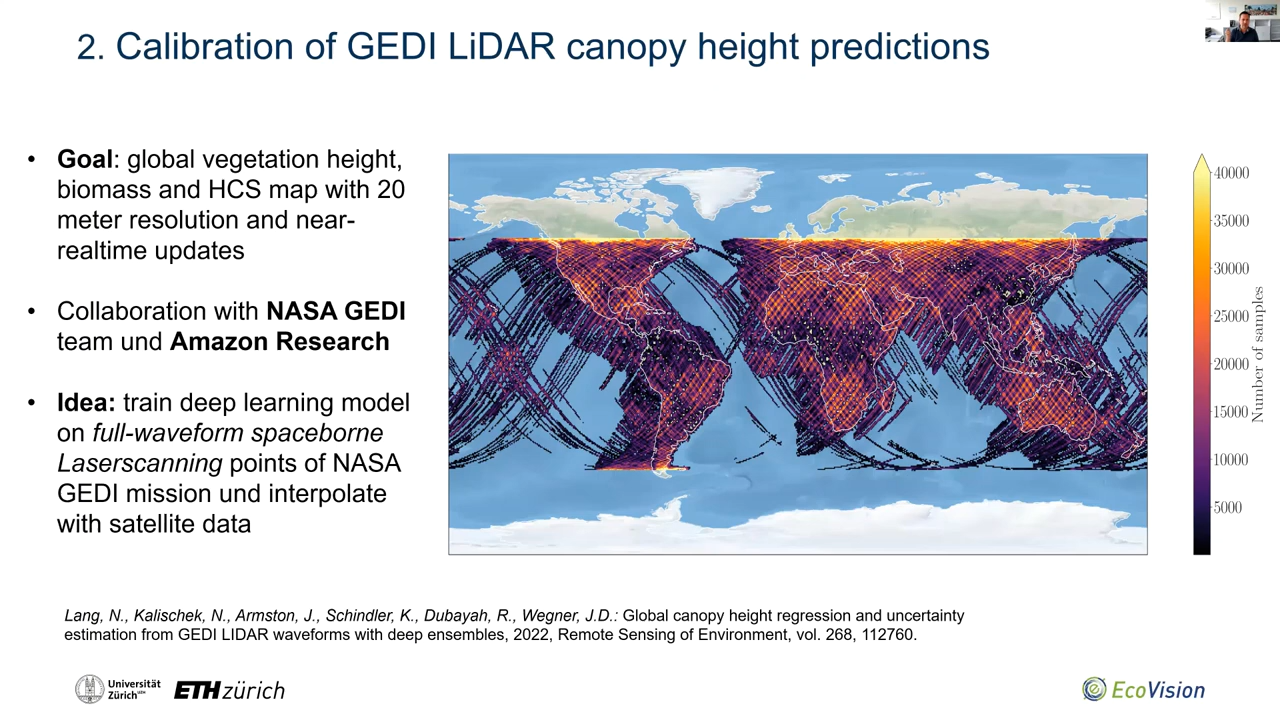 2. Calibration of GEDI LiDAR canopy height predictions
• Goal: global vegetation height,
biomass and HCS map with 20
meter resolution and near-
realtime updates
• Collaboration with NASA GEDI
team und Amazon Research
• Idea: train deep learning model
on full-waveform spaceborne
Laserscanning points of NASA
GEDI mission und interpolate
with satellite data
40000
35000
30000
25000
20000
15000
10000
5000
Number of samples
Lang, N., Kalischek, N., Armston, J., Schindler, K., Dubayah, R., Wegner, J.D.: Global canopy height regression and uncertainty
estimation from GEDI LIDAR waveforms with deep ensembles, 2022, Remote Sensing of Environment, vol. 268, 112760.
Universität
Zürich UZH
ETH zürich
EcoVision